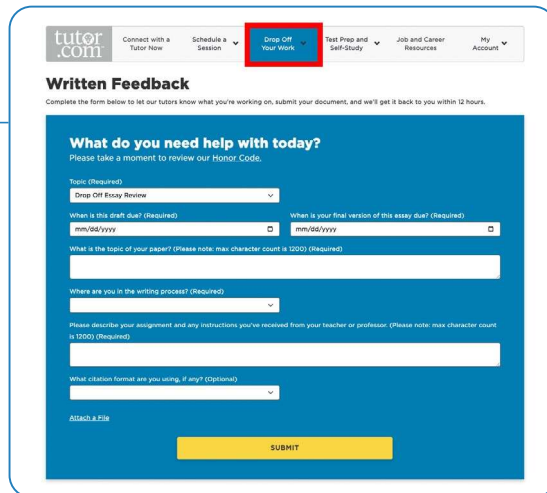 tutor
.com
Connect with a
Tutor Now
Schedule a
Session
Drop Off
Your Work
Test Prep and
Self-Study
Job and Career
Resources
My
Account
Written Feedback
Complete the form below to let our tutors know what you're working on, submit your document, and we'll get it back to you within 12 hours.
What do you need help with today?
Please take a moment to review our Honor Code.
Topic (Required)
Drop Off Essay Review
When is this draft due? (Required)
When is your final version of this essay due? (Required)
mm/dd/yyyy
mm/dd/yyyy
What is the topic of your paper? (Please note: max character count is 1200) (Required)
Where are you in the writing process? (Required)
Please describe your assignment and any instructions you've received from your teacher or professor. (Please note: max character count
is 1200) (Required)
What citation format are you using, if any? (Optional)
Attach a File
SUBMIT